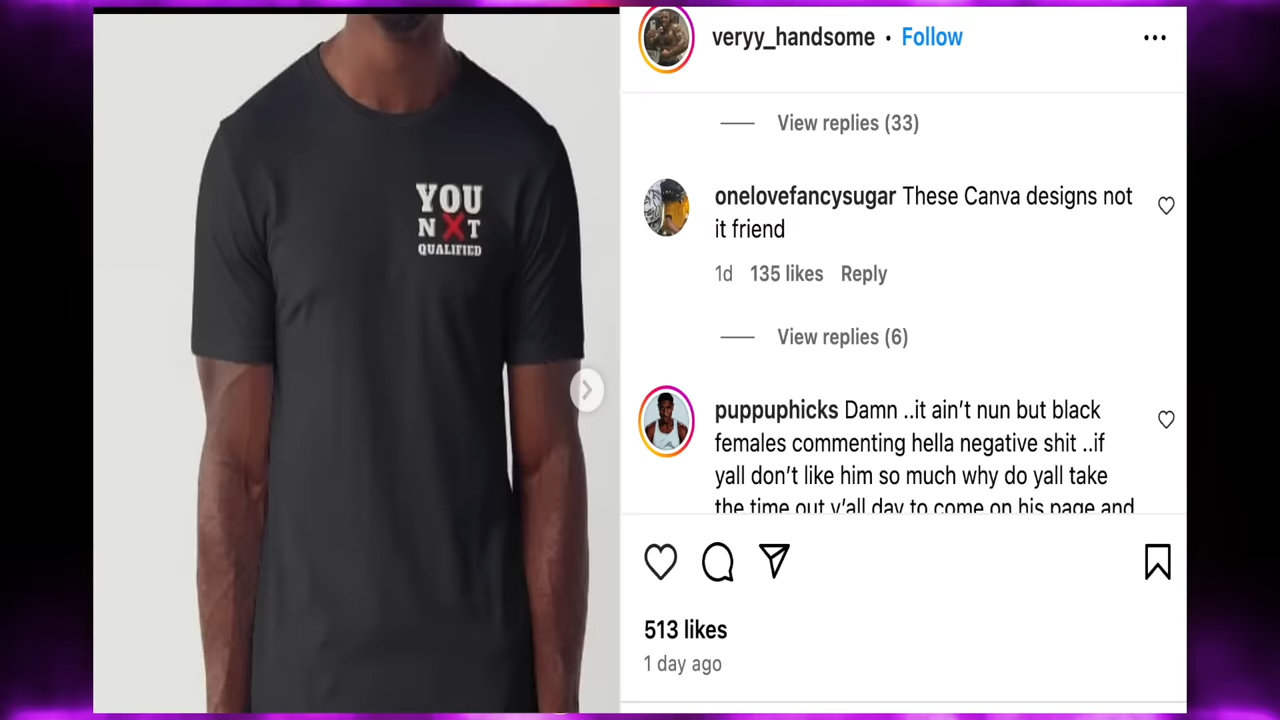 YOU
N X T
QUALIFIED
veryy_handsome • Follow
View replies (33)
onelovefancysugar These Canva designs not
it friend
1d 135 likes Reply
View replies (6)
puppuphicks Damn ..it ain't nun but black
females commenting hella negative shit ..if
yall don't like him so much why do yall take
the time out y'all day to come on his page and
513 likes
1 day ago